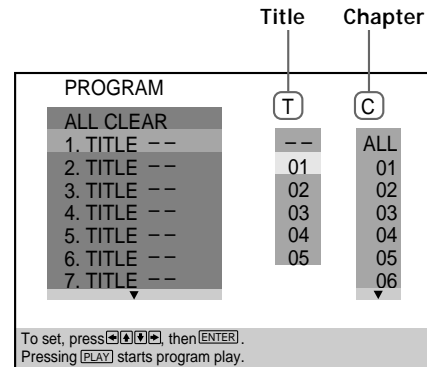 Title Chapter
PROGRAM
T C
ALL CLEAR
1. TITLE – – – – ALL
2. TITLE – – 01 01
3. TITLE – – 02 02
4. TITLE – – 03 03
5. TITLE – – 04 04
6. TITLE – – 05 05
7. TITLE – – 06
To set, press ←↑↓→, then ENTER.
Pressing PLAY starts program play.